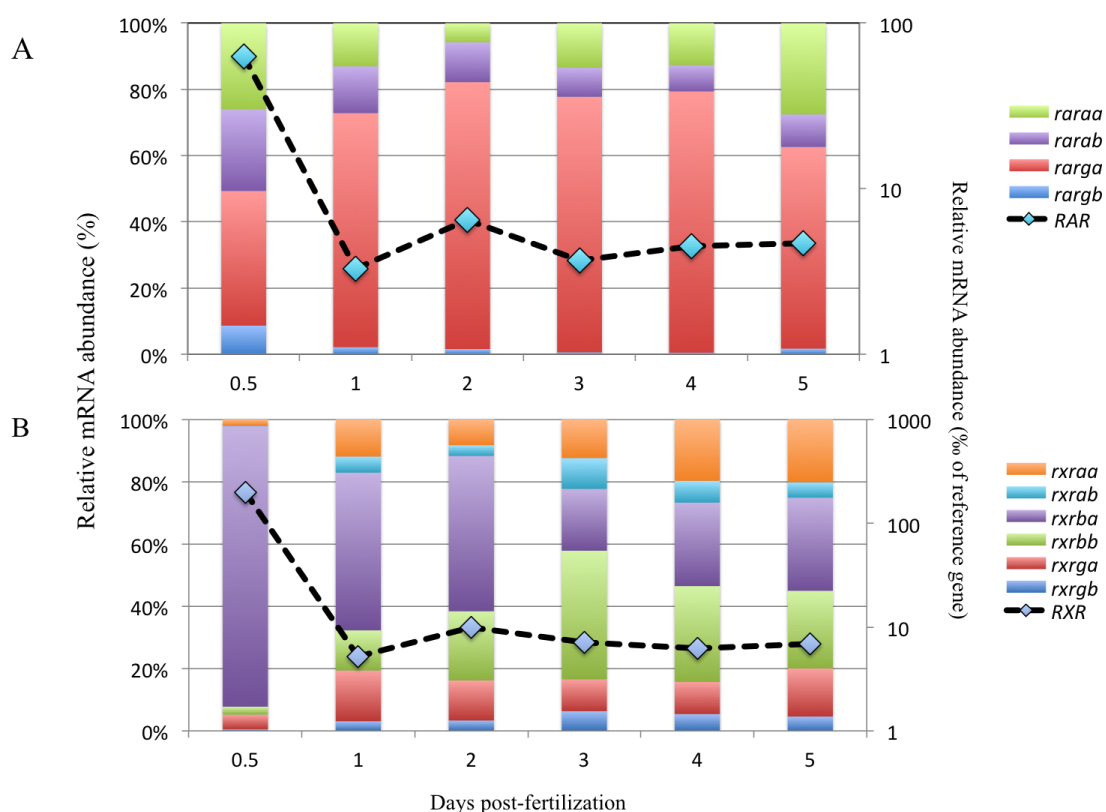 A
Relative mRNA abundance (%)
100%
80%
60%
40%
20%
0%
0.5 1 2 3 4 5
100
10
1
raraa
rarab
rarga
rargb
RAR
B
100%
80%
60%
40%
20%
0%
0.5 1 2 3 4 5
1000
100
10
1
Relative mRNA abundance (‰ of reference
gene)
rxraa
rxrab
rxrba
rxrbb
rxrga
rxrgb
RXR
Days post-fertilization